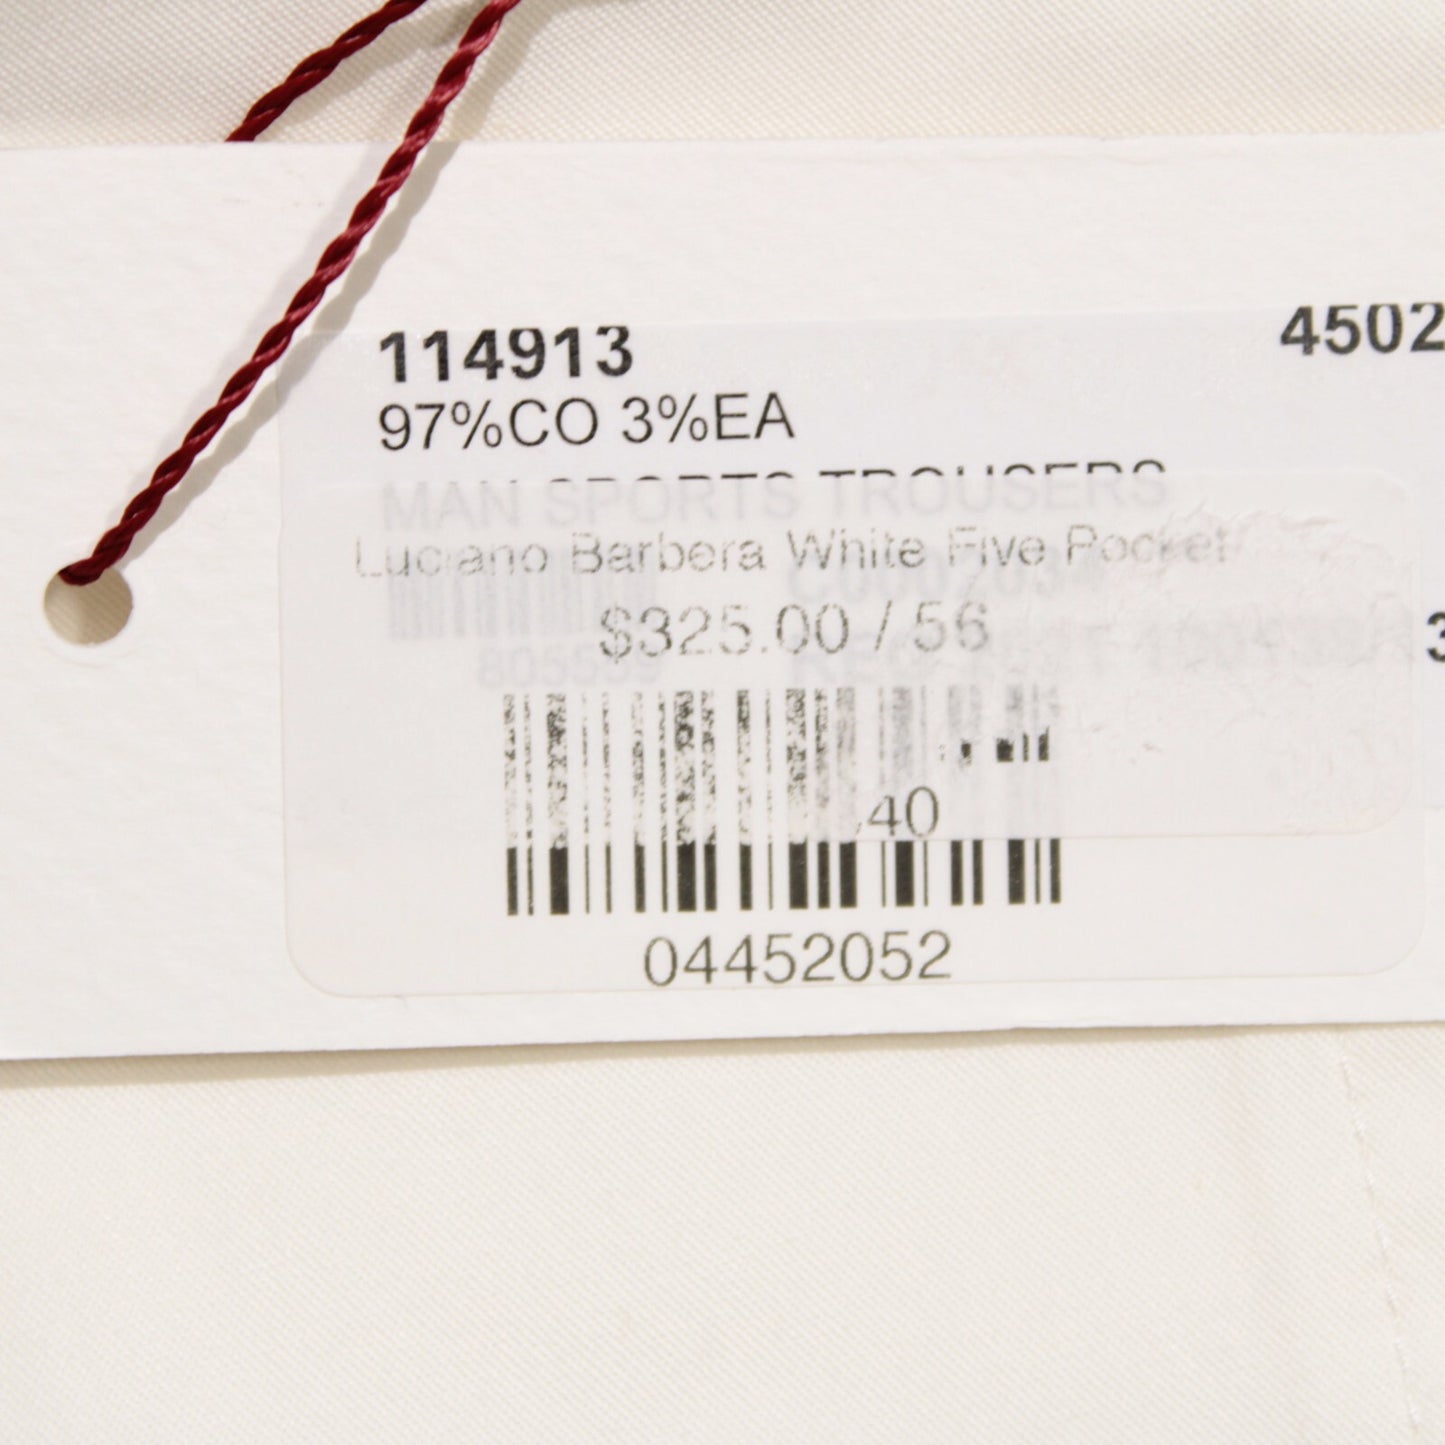 114913 4502
97%CO 3%EA
MAN SPORTS TROUSERS
Luciano Barbera White Five Pocket
$325.00 / 56
805559
40
04452052